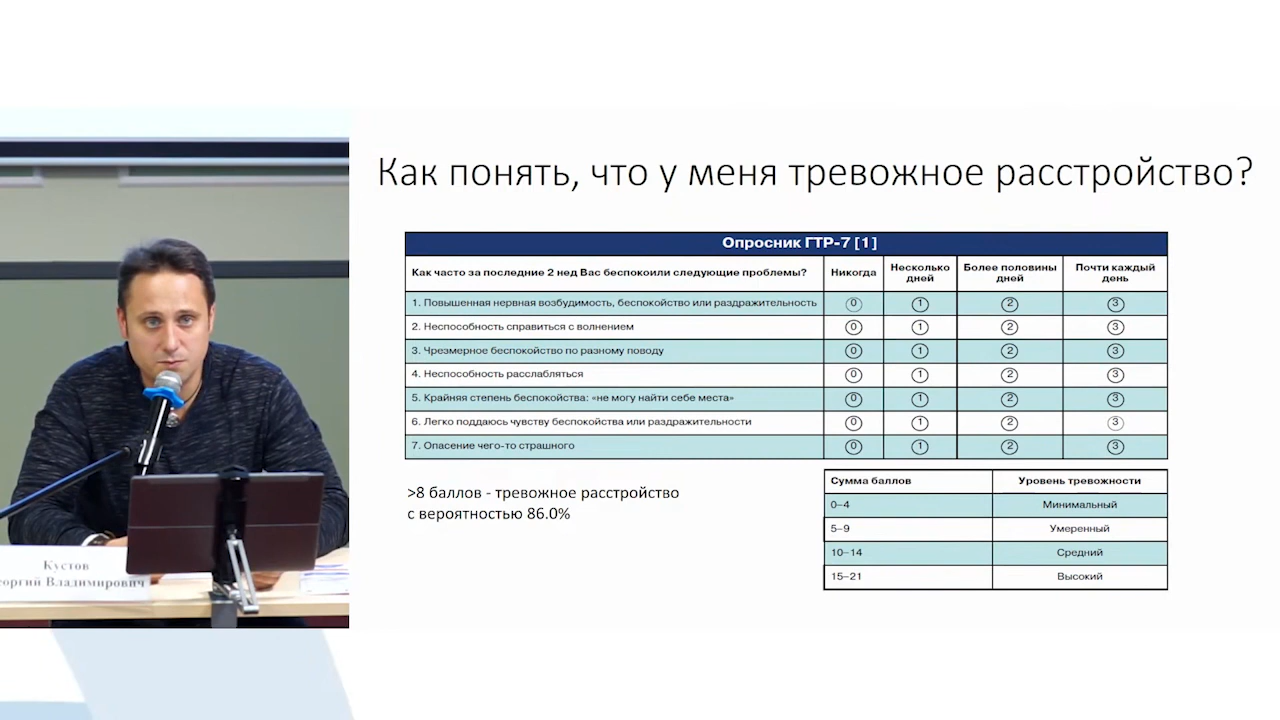 Как понять, что у меня тревожное расстройство?
Опросник ГТР-7 [1]
Как часто за последние 2 нед Вас беспокоили следующие проблемы? Никогда Несколько дней Более половины дней Почти каждый день
1. Повышенная нервная возбудимость, беспокойство или раздражительность 0 1 2 3
2. Неспособность справиться с волнением 0 1 2 3
3. Чрезмерное беспокойство по разному поводу 0 1 2 3
4. Неспособность расслабляться 0 1 2 3
5. Крайняя степень беспокойства: «не могу найти себе места» 0 1 2 3
6. Легко поддаюсь чувству беспокойства или раздражительности 0 1 2 3
7. Опасение чего-то страшного 0 1 2 3
>8 баллов - тревожное расстройство
с вероятностью 86.0%
Сумма баллов Уровень тревожности
0–4 Минимальный
5–9 Умеренный
10–14 Средний
15–21 Высокий
Кустов
еоргий Владимирович